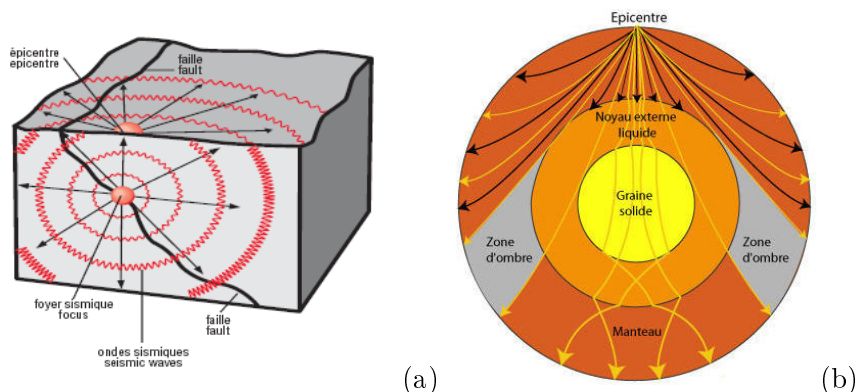 épicentre
epicentre
faille
fault
foyer sismique
focus
ondes sismiques
seismic waves
faille
fault
(a)
Epicentre
Noyau externe
liquide
Graine
solide
Zone
d'ombre
Zone
d'ombre
Manteau
(b)